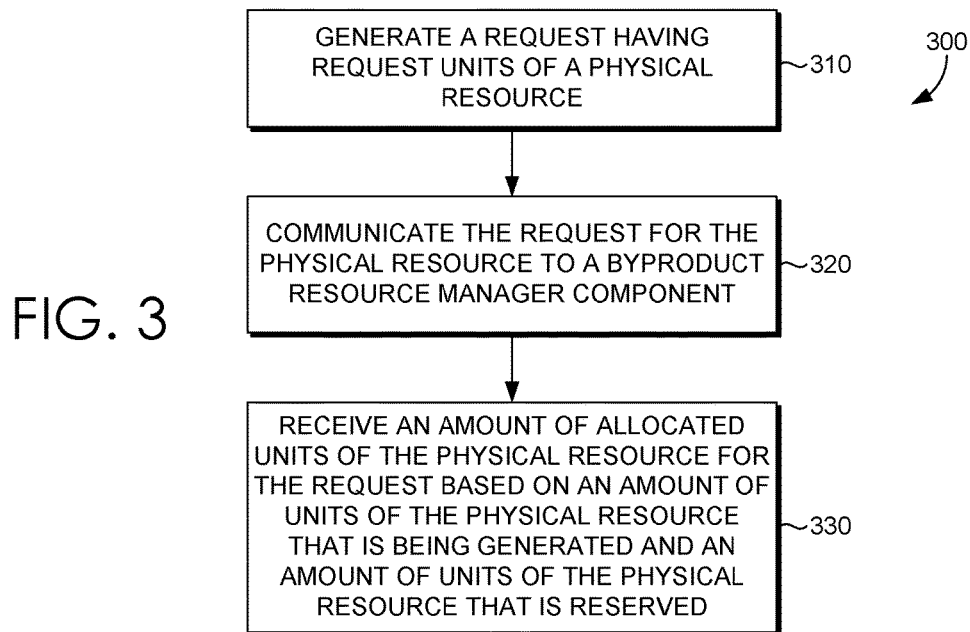 GENERATE A REQUEST HAVING
REQUEST UNITS OF A PHYSICAL
RESOURCE
310
300
COMMUNICATE THE REQUEST FOR THE
PHYSICAL RESOURCE TO A BYPRODUCT
RESOURCE MANAGER COMPONENT
320
FIG. 3
RECEIVE AN AMOUNT OF ALLOCATED
UNITS OF THE PHYSICAL RESOURCE FOR
THE REQUEST BASED ON AN AMOUNT OF
UNITS OF THE PHYSICAL RESOURCE
THAT IS BEING GENERATED AND AN
AMOUNT OF UNITS OF THE PHYSICAL
RESOURCE THAT IS RESERVED
330